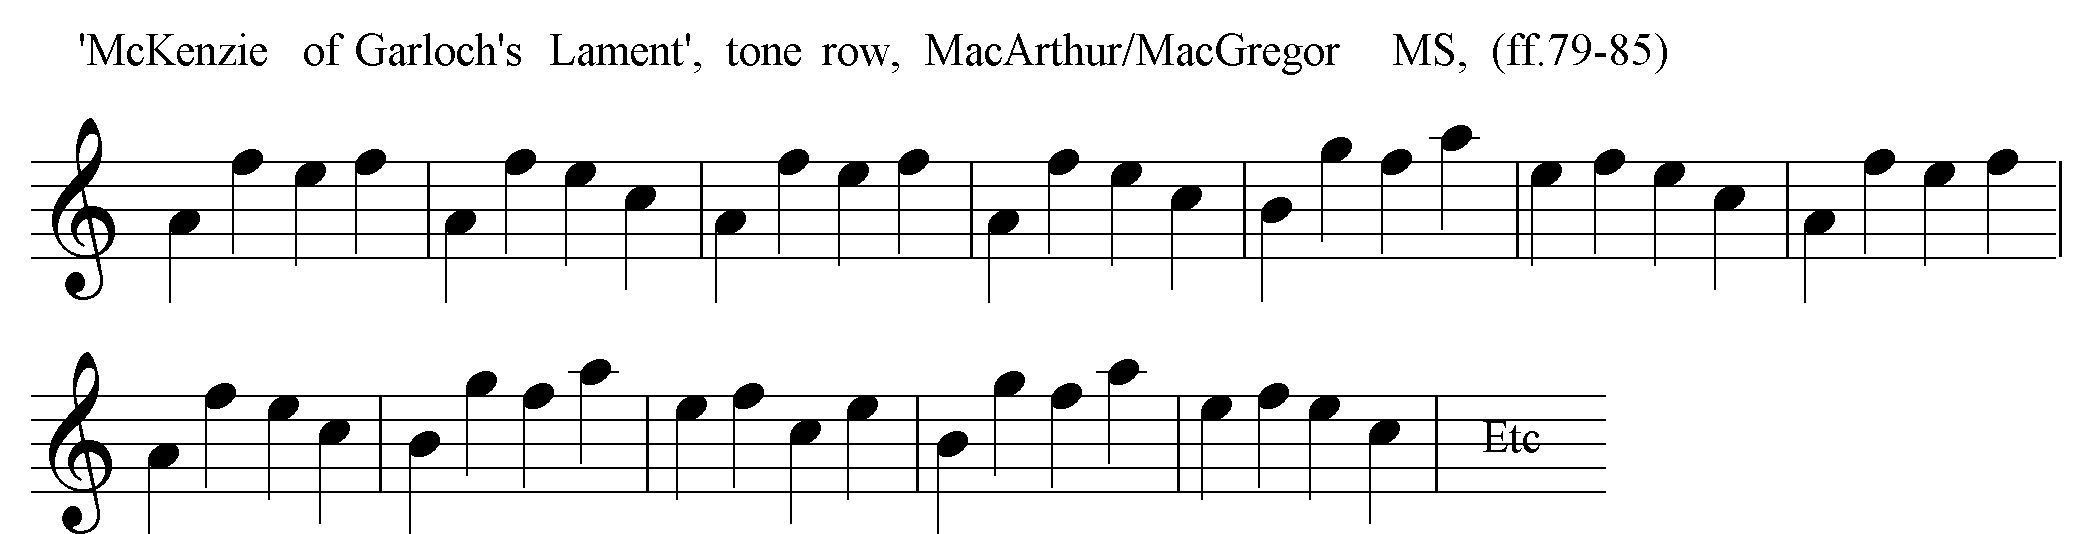 'McKenzie of Garloch's Lament', tone row, MacArthur/MacGregor MS, (ff.79-85)
Etc